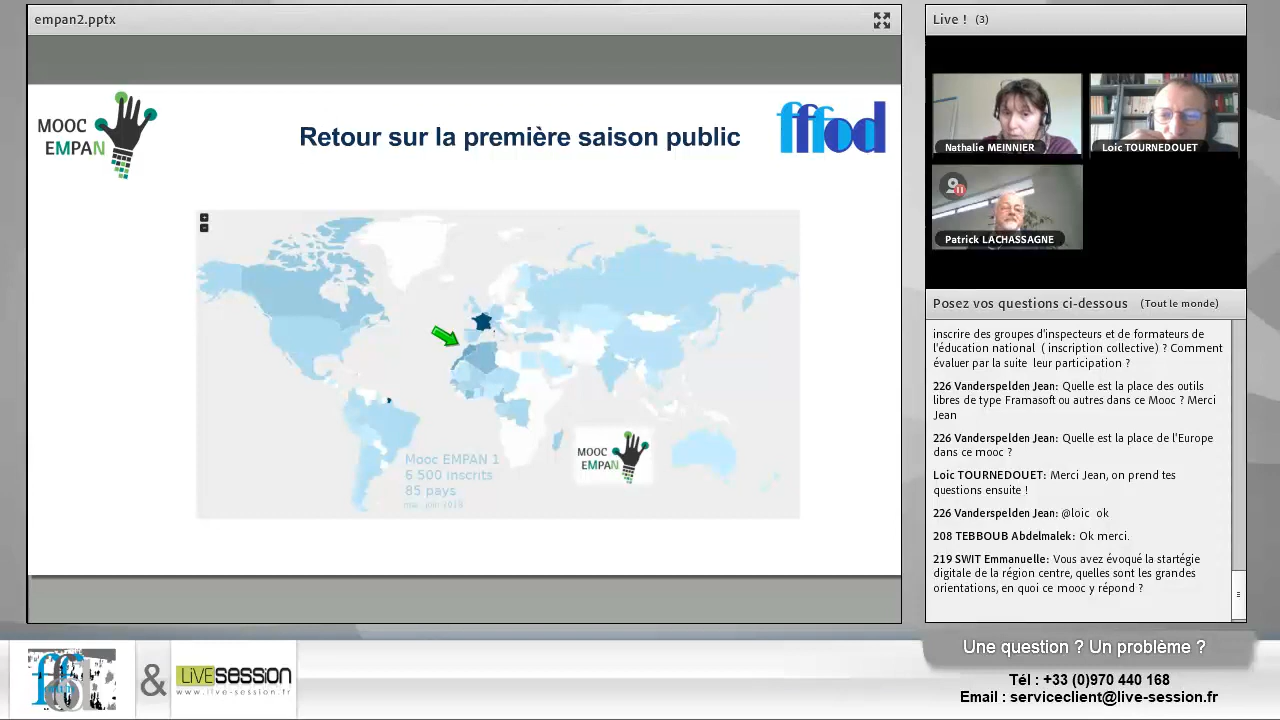 empan2.pptx
MOOC
EMPAN
Retour sur la première saison public
fffod
Mooc EMPAN 1
6 500 inscrits
85 pays
MOOC
EMPAN
Live ! (3)
Nathalie MEINNIER
Loic TOURNEDOUET
Patrick LACHASSAGNE
Posez vos questions ci-dessous (Tout le monde)
inscrire des groupes d'inspecteurs et de formateurs de
l'éducation national ( inscription collective) ? Comment
évaluer par la suite leur participation ?
226 Vanderspelden Jean: Quelle est la place des outils
libres de type Framasoft ou autres dans ce Mooc ? Merci
Jean
226 Vanderspelden Jean: Quelle est la place de l'Europe
dans ce mooc ?
Loic TOURNEDOUET: Merci Jean, on prend tes
questions ensuite !
226 Vanderspelden Jean: @loic ok
208 TEBBOUB Abdelmalek: Ok merci.
219 SWIT Emmanuelle: Vous avez évoqué la startégie
digitale de la région centre, quelles sont les grandes
orientations, en quoi ce mooc y répond ?
&
LiVESESSION
www.live-session.fr
Une question ? Un problème ?
Tél : +33 (0)970 440 168
Email : serviceclient@live-session.fr